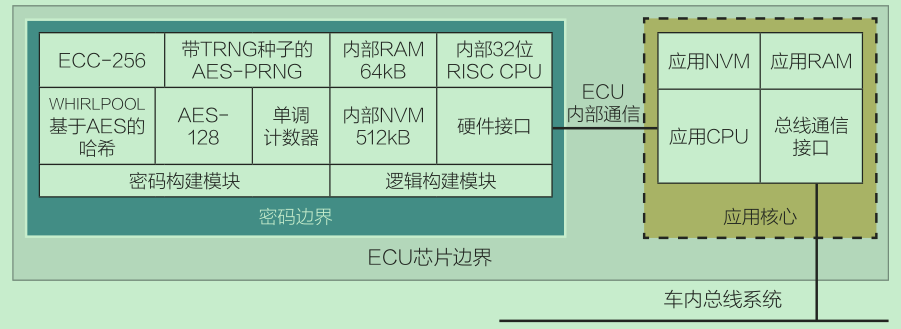 ECC-256
带TRNG种子的
AES-PRNG
内部RAM
64kB
内部32位
RISC CPU
WHIRLPOOL
基于AES的
哈希
AES-
128
单调
计数器
内部NVM
512kB
硬件接口
密码构建模块
逻辑构建模块
密码边界
ECU
内部通信
应用NVM
应用RAM
应用CPU
总线通信
接口
应用核心
ECU芯片边界
车内总线系统